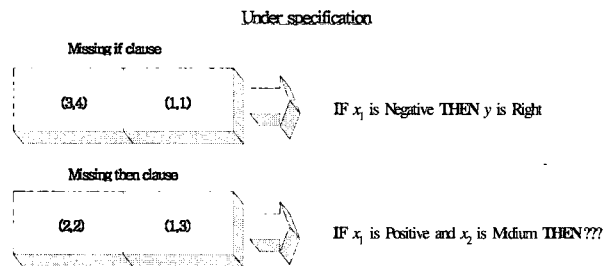 Under specification
Missing if clause
(3,4) (1,1) IF x₁ is Negative THEN y is Right
Missing then clause
(2,2) (1,3) IF x₁ is Positive and x₂ is Midium THEN ???